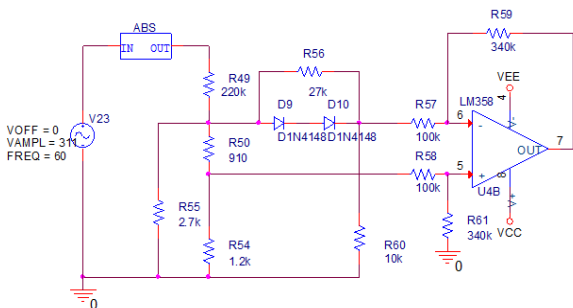 ABS
IN OUT
R59
340k
R56
27k
VEE
R49
220k
D9
D10
D1N4148
D1N4148
R57
100k
LM358
4
V-
6
-
OUT
7
V23
VOFF = 0
VAMPL = 311
FREQ = 60
R50
910
R58
100k
5
+
8
U4B
V+
R55
2.7k
R54
1.2k
R60
10k
R61
340k
VCC
0
0